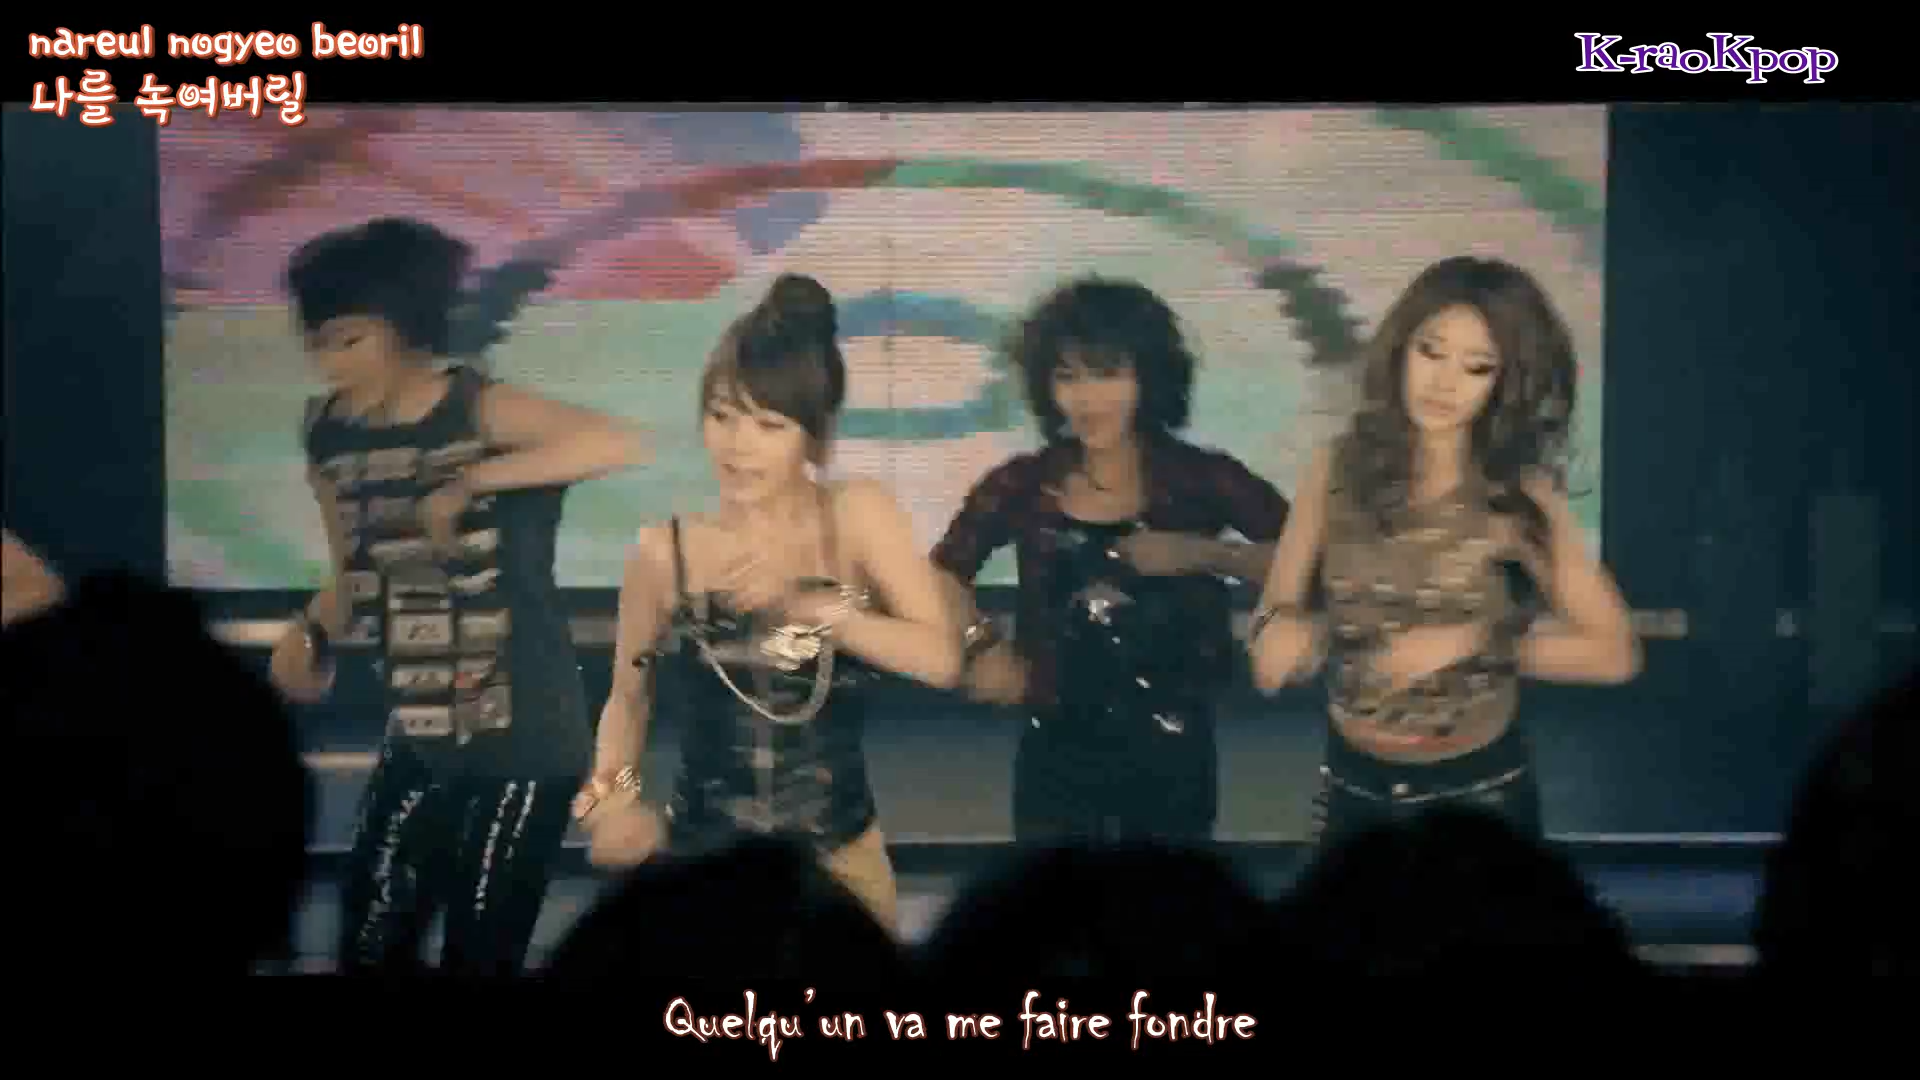 nareul nogyeo beoril
나를 녹여버릴
K-raoKpop
Quelqu'un va me faire fondre